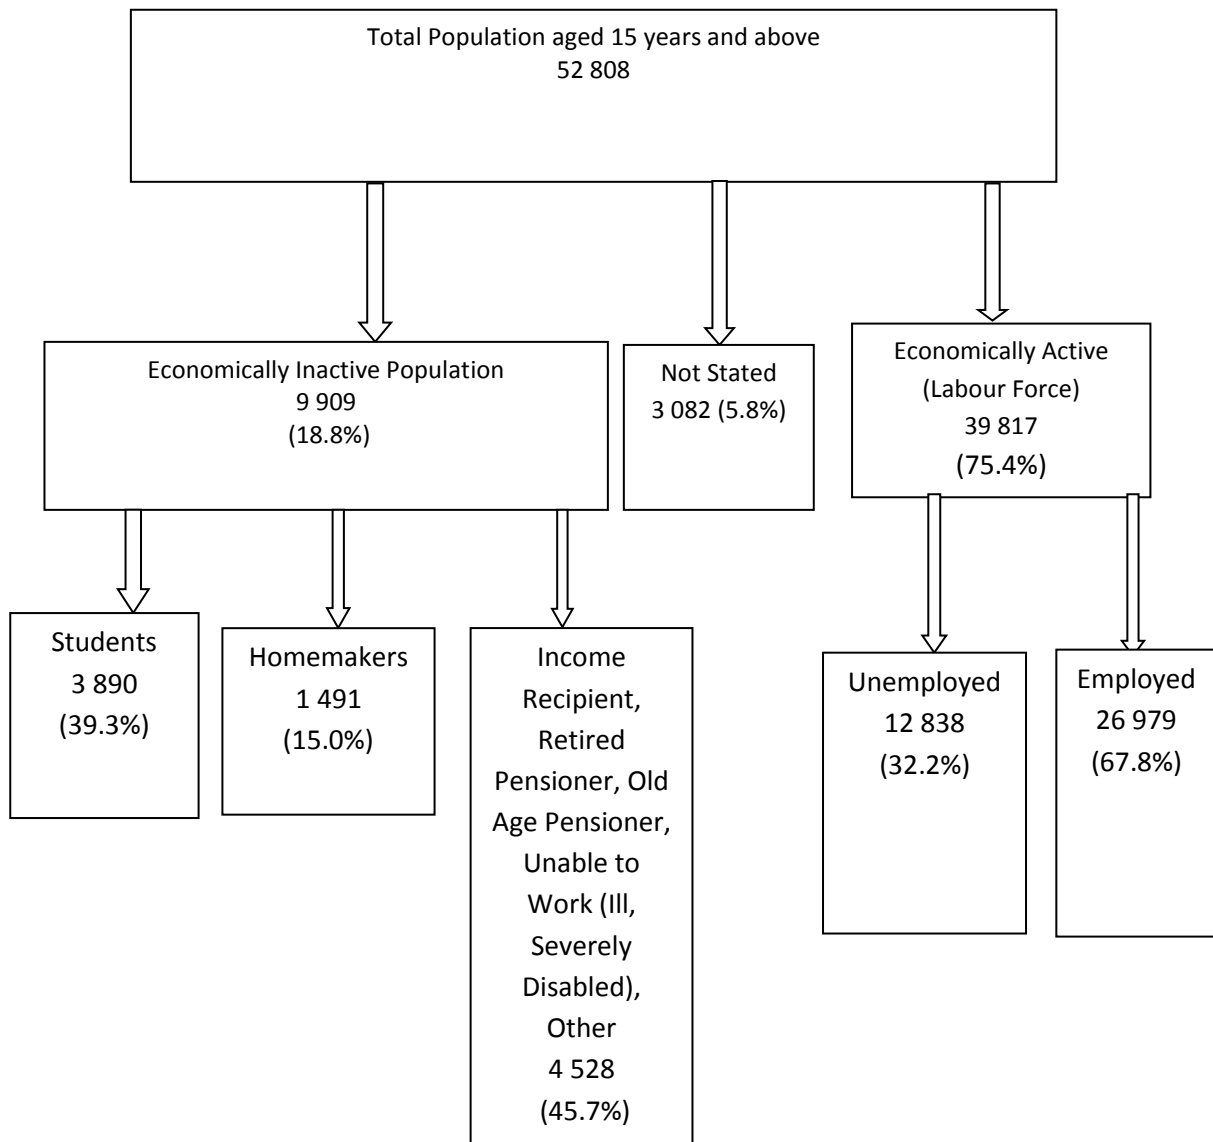 Total Population aged 15 years and above
52 808
Economically Inactive Population
9 909
(18.8%)
Not Stated
3 082 (5.8%)
Economically Active
(Labour Force)
39 817
(75.4%)
Students
3 890
(39.3%)
Homemakers
1 491
(15.0%)
Income
Recipient,
Retired
Pensioner, Old
Age Pensioner,
Unable to
Work (Ill,
Severely
Disabled),
Other
4 528
(45.7%)
Unemployed
12 838
(32.2%)
Employed
26 979
(67.8%)